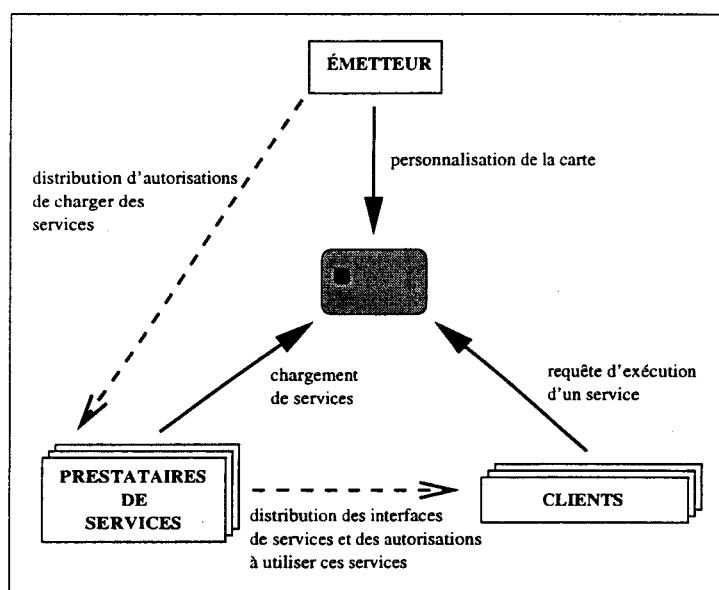 ÉMETTEUR
personnalisation de la carte
distribution d'autorisations
de charger des
services
chargement
de services
requête d'exécution
d'un service
PRESTATAIRES
DE
SERVICES
CLIENTS
distribution des interfaces
de services et des autorisations
à utiliser ces services